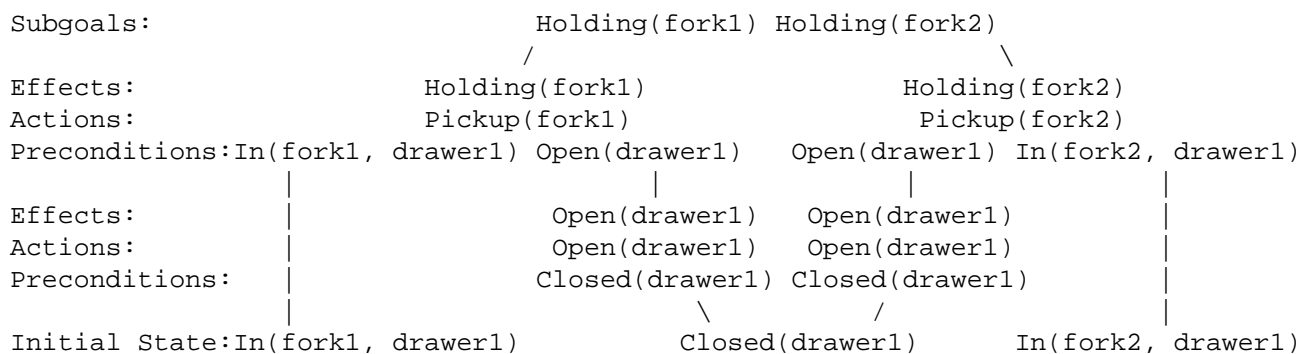 Subgoals: Holding(fork1) Holding(fork2)
/ \
Effects: Holding(fork1) Holding(fork2)
Actions: Pickup(fork1) Pickup(fork2)
Preconditions:In(fork1, drawer1) Open(drawer1) Open(drawer1) In(fork2, drawer1)
| | | |
Effects: | Open(drawer1) Open(drawer1) |
Actions: | Open(drawer1) Open(drawer1) |
Preconditions: | Closed(drawer1) Closed(drawer1) |
| \ / |
Initial State:In(fork1, drawer1) Closed(drawer1) In(fork2, drawer1)